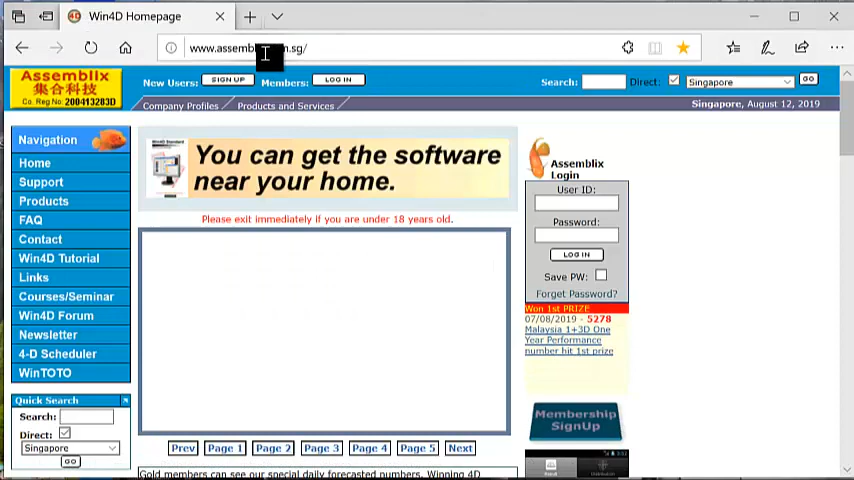 Win4D Homepage
www.assemb
.sg/
Assemblix
集合科技
Co. Reg.No. 200413283D
New Users: SIGN UP Members: LOG IN
Search: Direct: Singapore GO
Company Profiles Products and Services
Singapore, August 12, 2019
Navigation
Home
Support
Products
FAQ
Contact
Win4D Tutorial
Links
Courses/Seminar
Win4D Forum
Newsletter
4-D Scheduler
WinTOTO
Quick Search
Search:
Direct:
Singapore
GO
You can get the software
near your home.
Please exit immediately if you are under 18 years old.
Prev Page 1 Page 2 Page 3 Page 4 Page 5 Next
Gold members can see our special daily forecasted numbers. Winning 4D
Assemblix
Login
User ID:
Password:
LOG IN
Save PW:
Forget Password?
Won 1st PRIZE
07/08/2019 - 5278
Malaysia 1+3D One
Year Performance
number hit 1st prize
Membership
SignUp